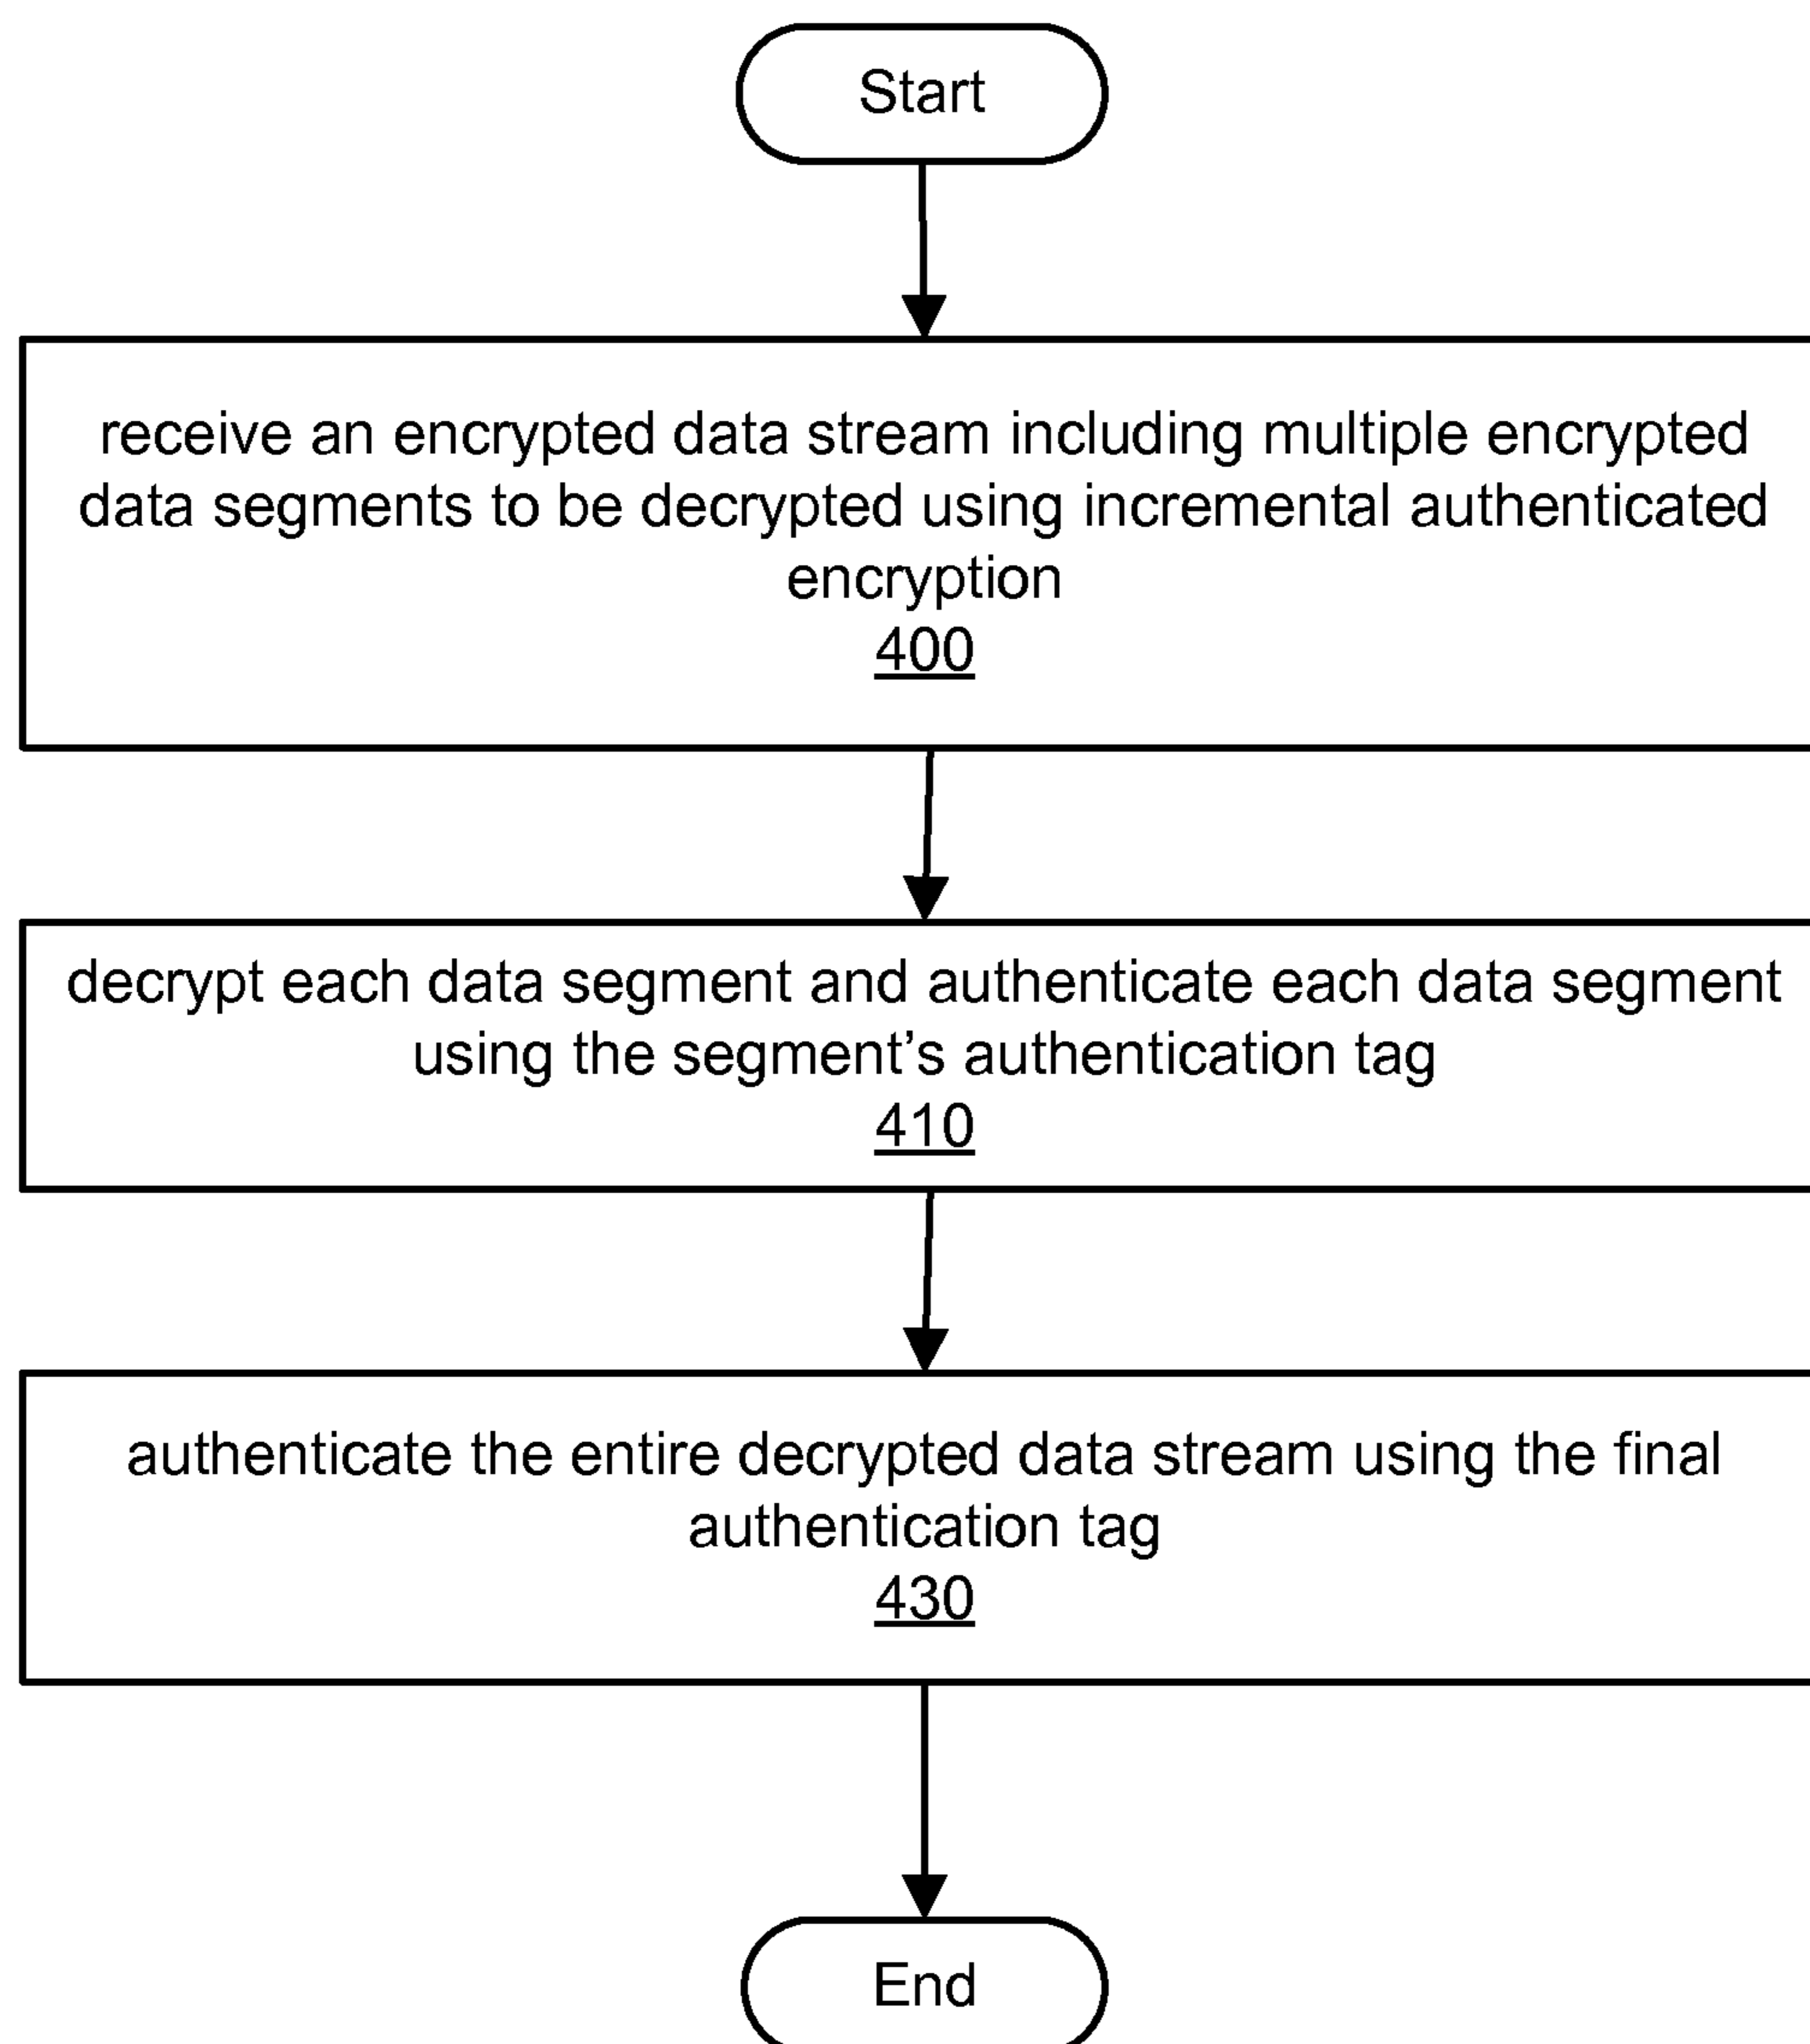 Start
receive an encrypted data stream including multiple encrypted
data segments to be decrypted using incremental authenticated
encryption
400
decrypt each data segment and authenticate each data segment
using the segment’s authentication tag
410
authenticate the entire decrypted data stream using the final
authentication tag
430
End